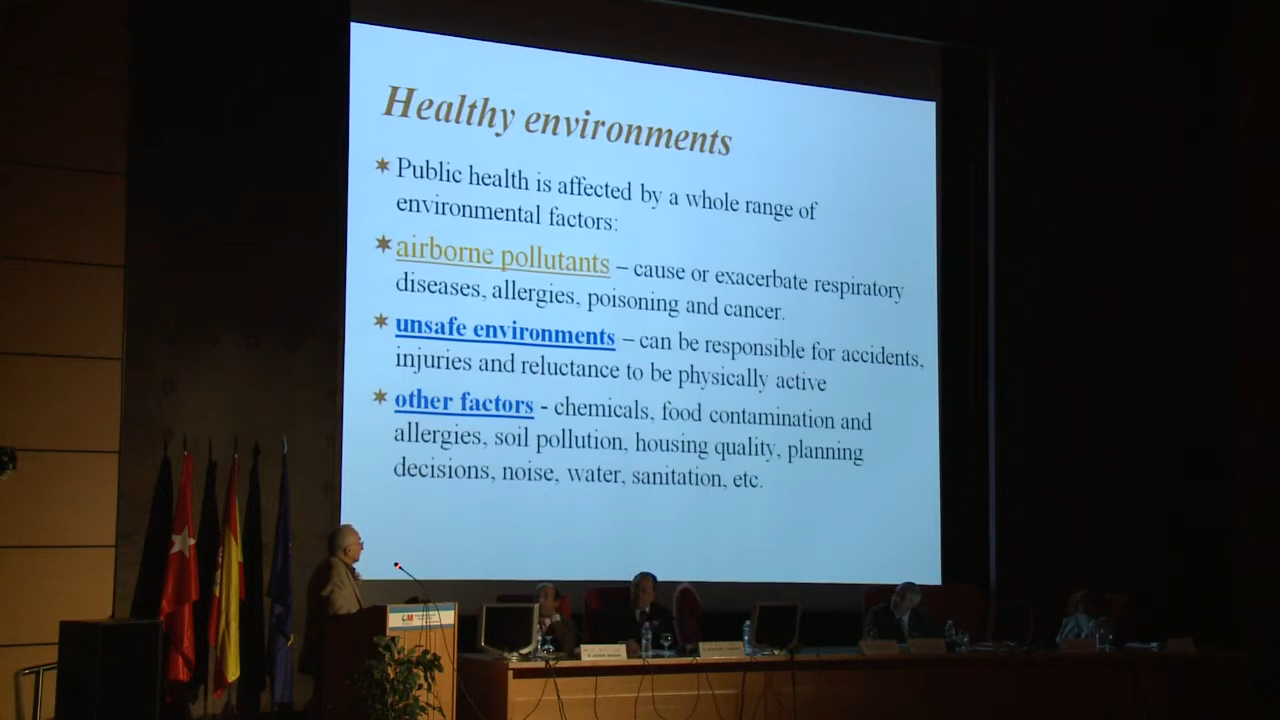 Healthy environments
Public health is affected by a whole range of
environmental factors:
airborne pollutants – cause or exacerbate respiratory
diseases, allergies, poisoning and cancer.
unsafe environments – can be responsible for accidents,
injuries and reluctance to be physically active
other factors - chemicals, food contamination and
allergies, soil pollution, housing quality, planning
decisions, noise, water, sanitation, etc.